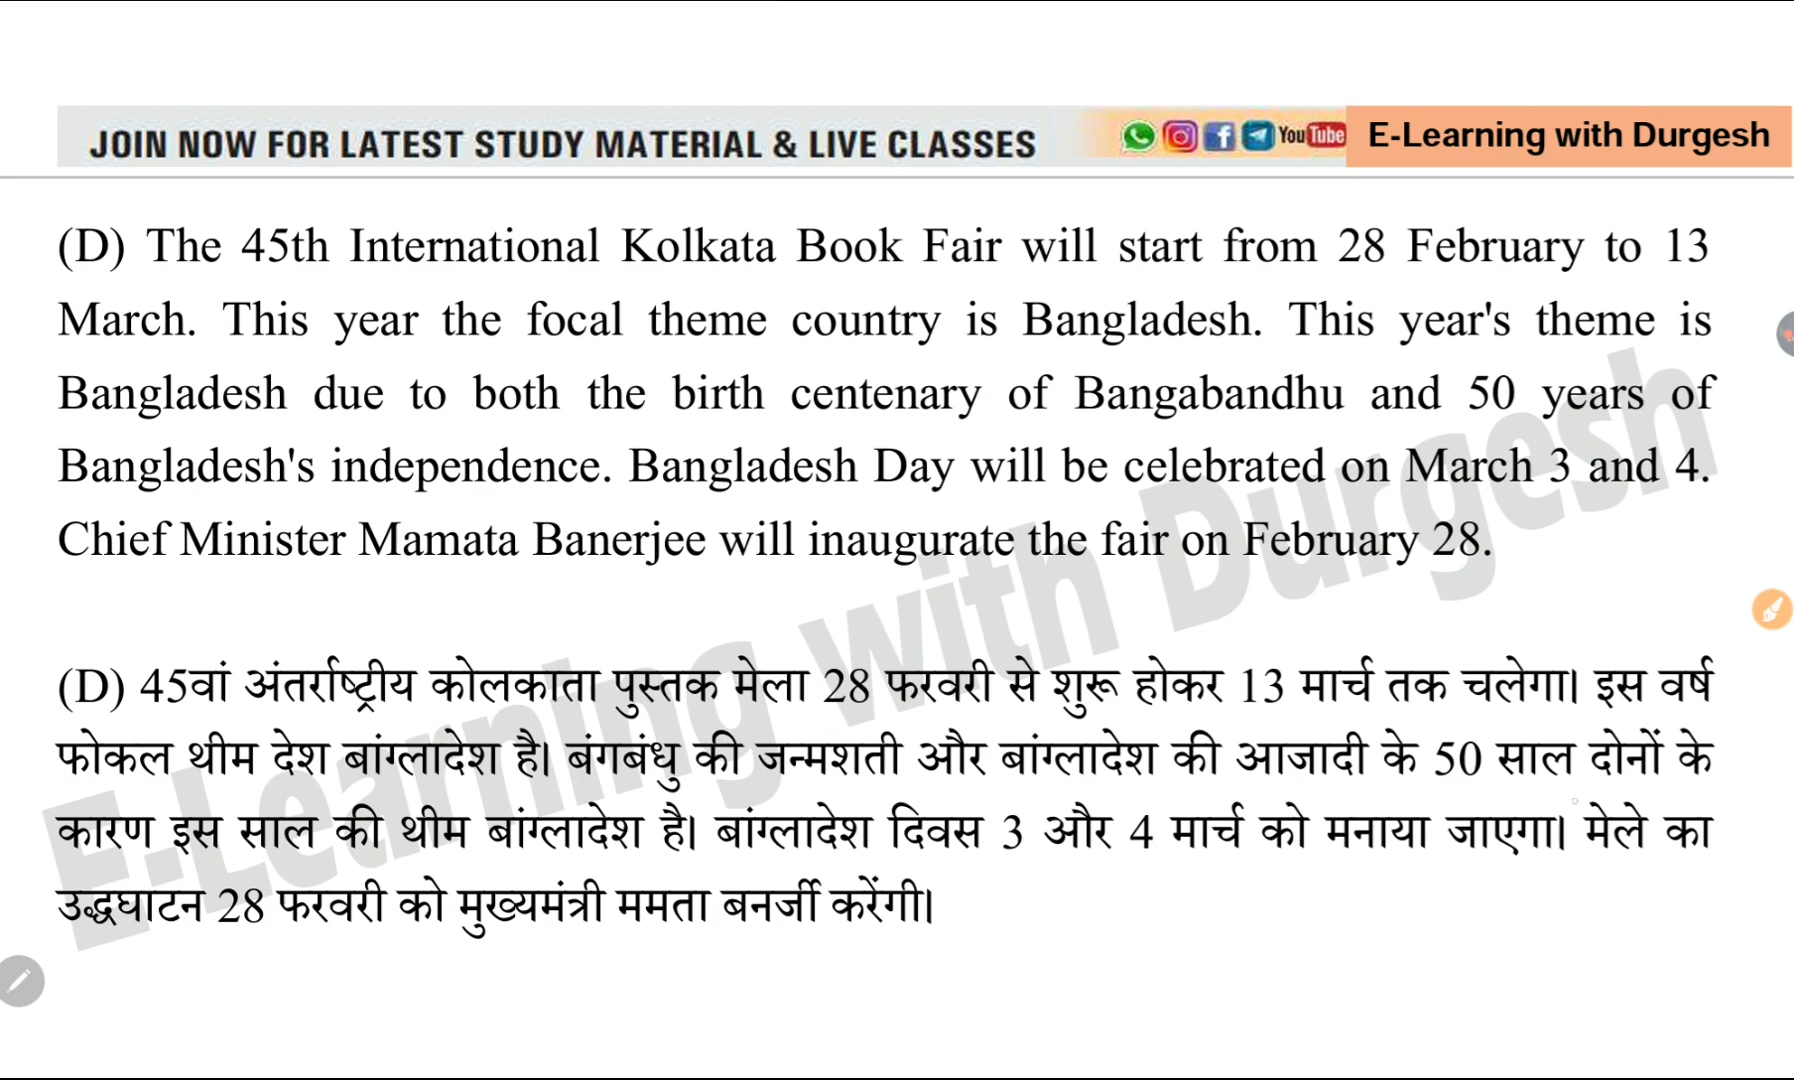 JOIN NOW FOR LATEST STUDY MATERIAL & LIVE CLASSES YouTube E-Learning with Durgesh
(D) The 45th International Kolkata Book Fair will start from 28 February to 13
March. This year the focal theme country is Bangladesh. This year's theme is
Bangladesh due to both the birth centenary of Bangabandhu and 50 years of
Bangladesh's independence. Bangladesh Day will be celebrated on March 3 and 4.
Chief Minister Mamata Banerjee will inaugurate the fair on February 28.
(D) 45वां अंतर्राष्ट्रीय कोलकाता पुस्तक मेला 28 फरवरी से शुरू होकर 13 मार्च तक चलेगा। इस वर्ष
फोकल थीम देश बांग्लादेश है। बंगबंधु की जन्मशती और बांग्लादेश की आजादी के 50 साल दोनों के
कारण इस साल की थीम बांग्लादेश है। बांग्लादेश दिवस 3 और 4 मार्च को मनाया जाएगा। मेले का
उद्धघाटन 28 फरवरी को मुख्यमंत्री ममता बनर्जी करेंगी।
E-Learning with Durgesh